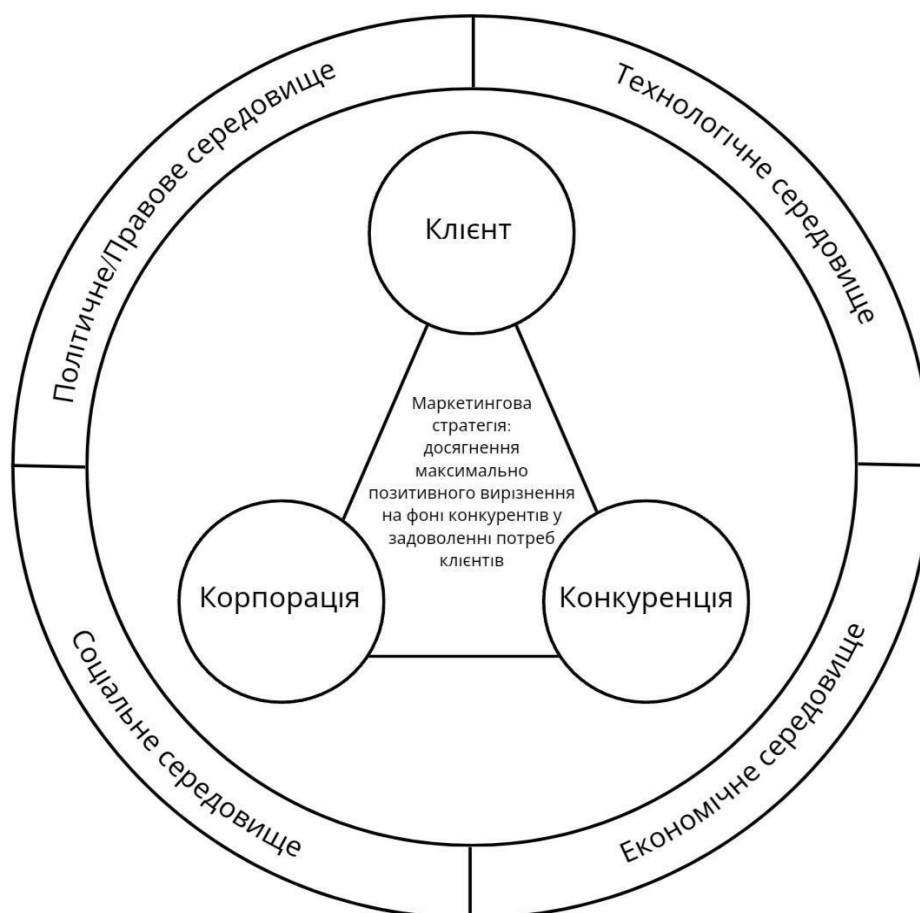 Політичне/Правове середовище
Технологічне середовище
Клієнт
Маркетингова
стратегія:
досягнення
максимально
позитивного вирізнення
на фоні конкурентів у
задоволенні потреб
клієнтів
Корпорація
Конкуренція
Соціальне середовище
Економічне середовище